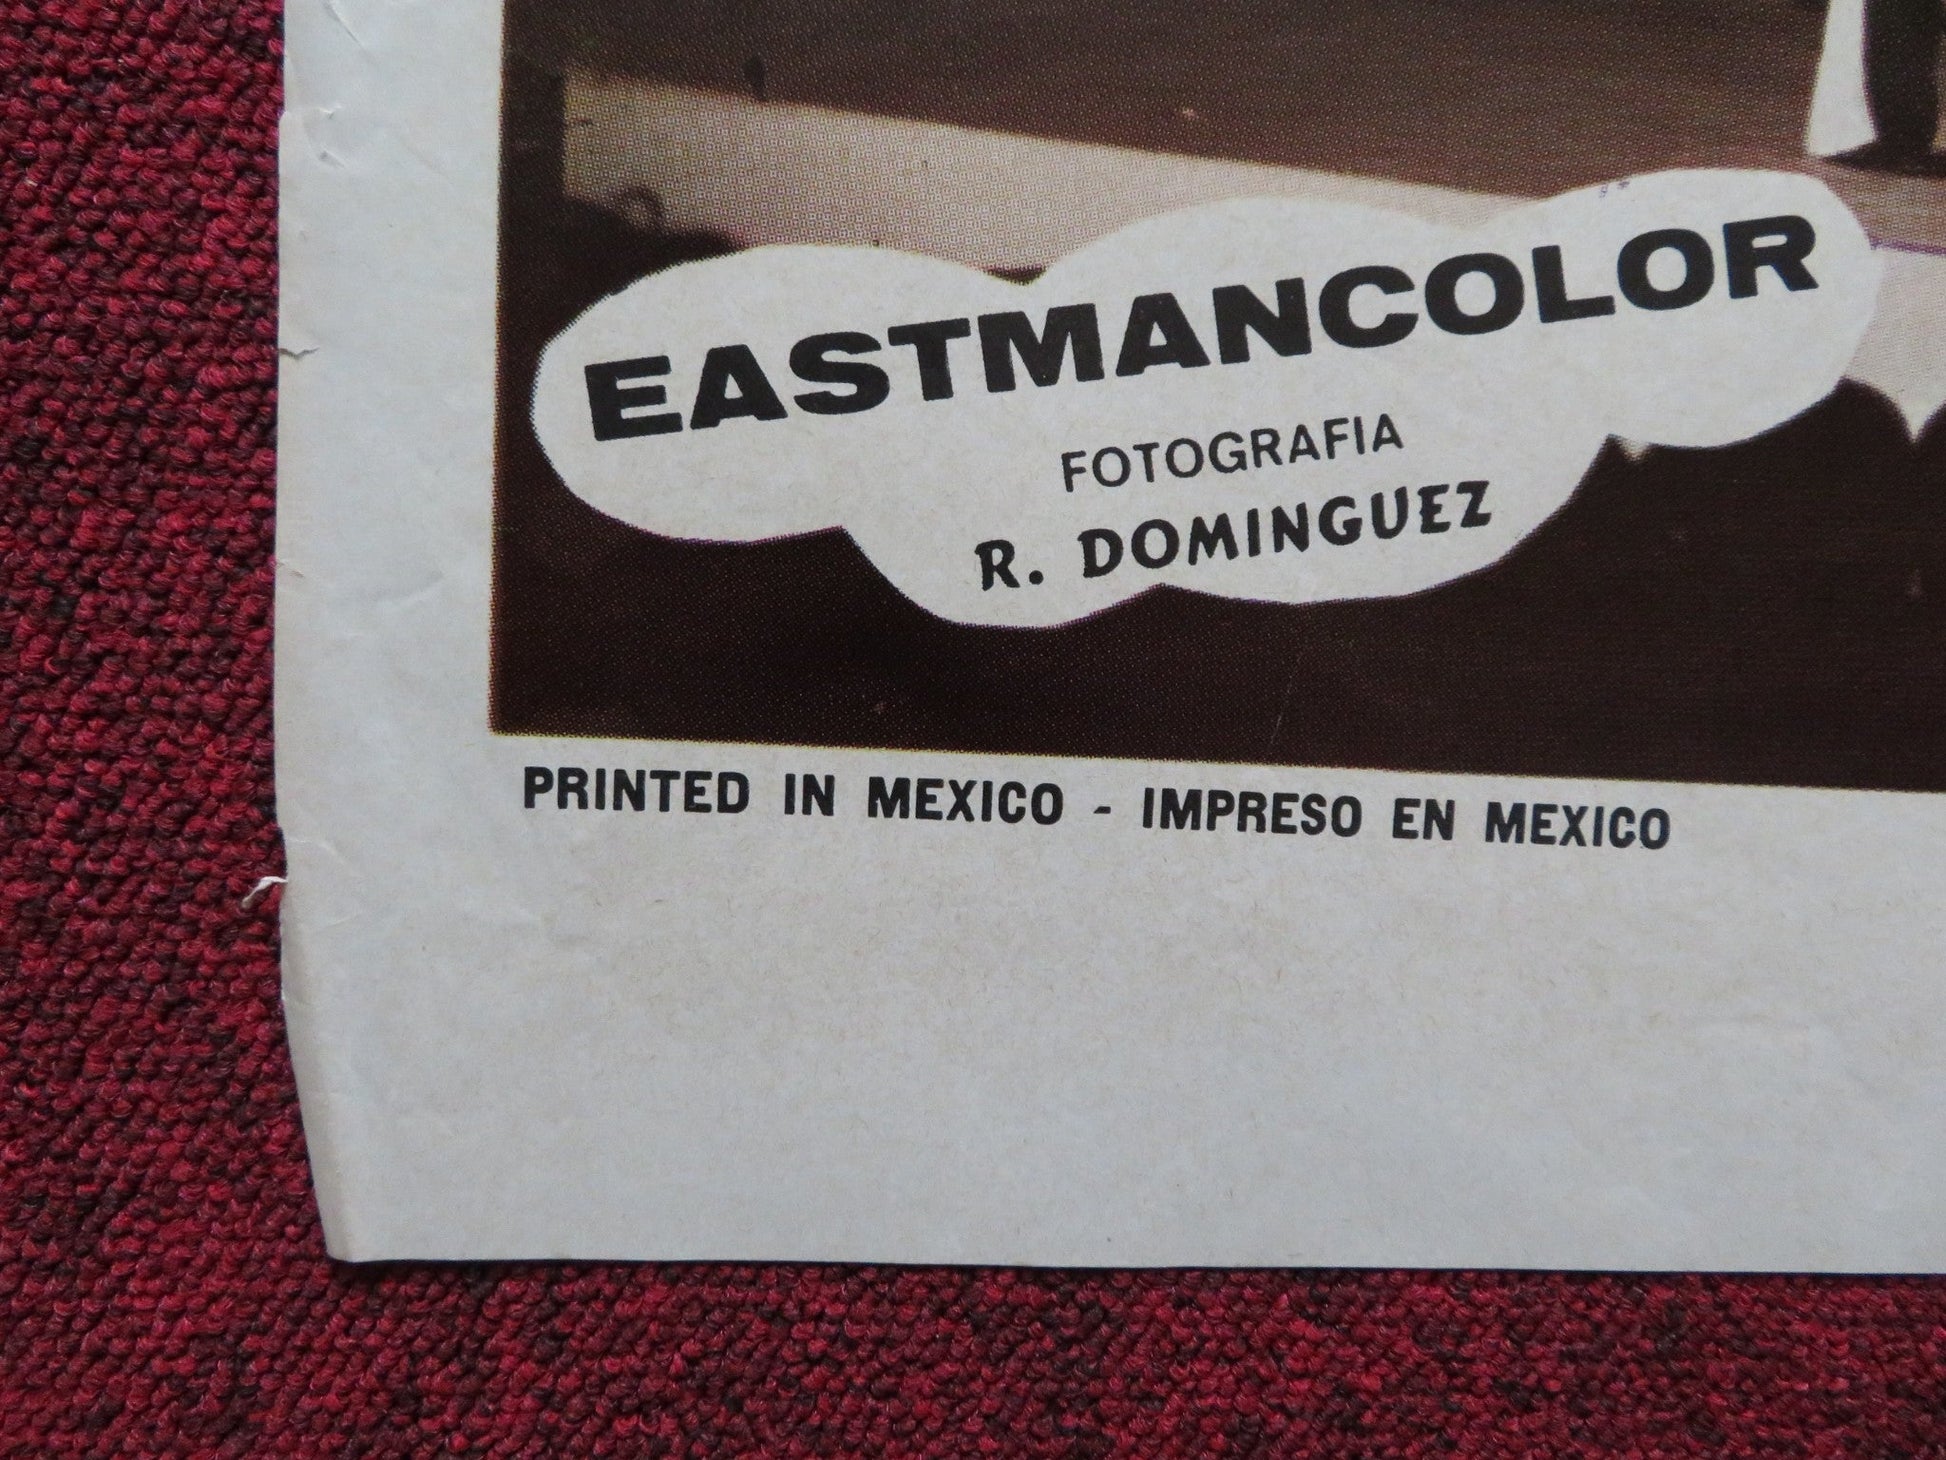 EASTMANCOLOR
FOTOGRAFIA
R. DOMINGUEZ
PRINTED IN MEXICO - IMPRESO EN MEXICO